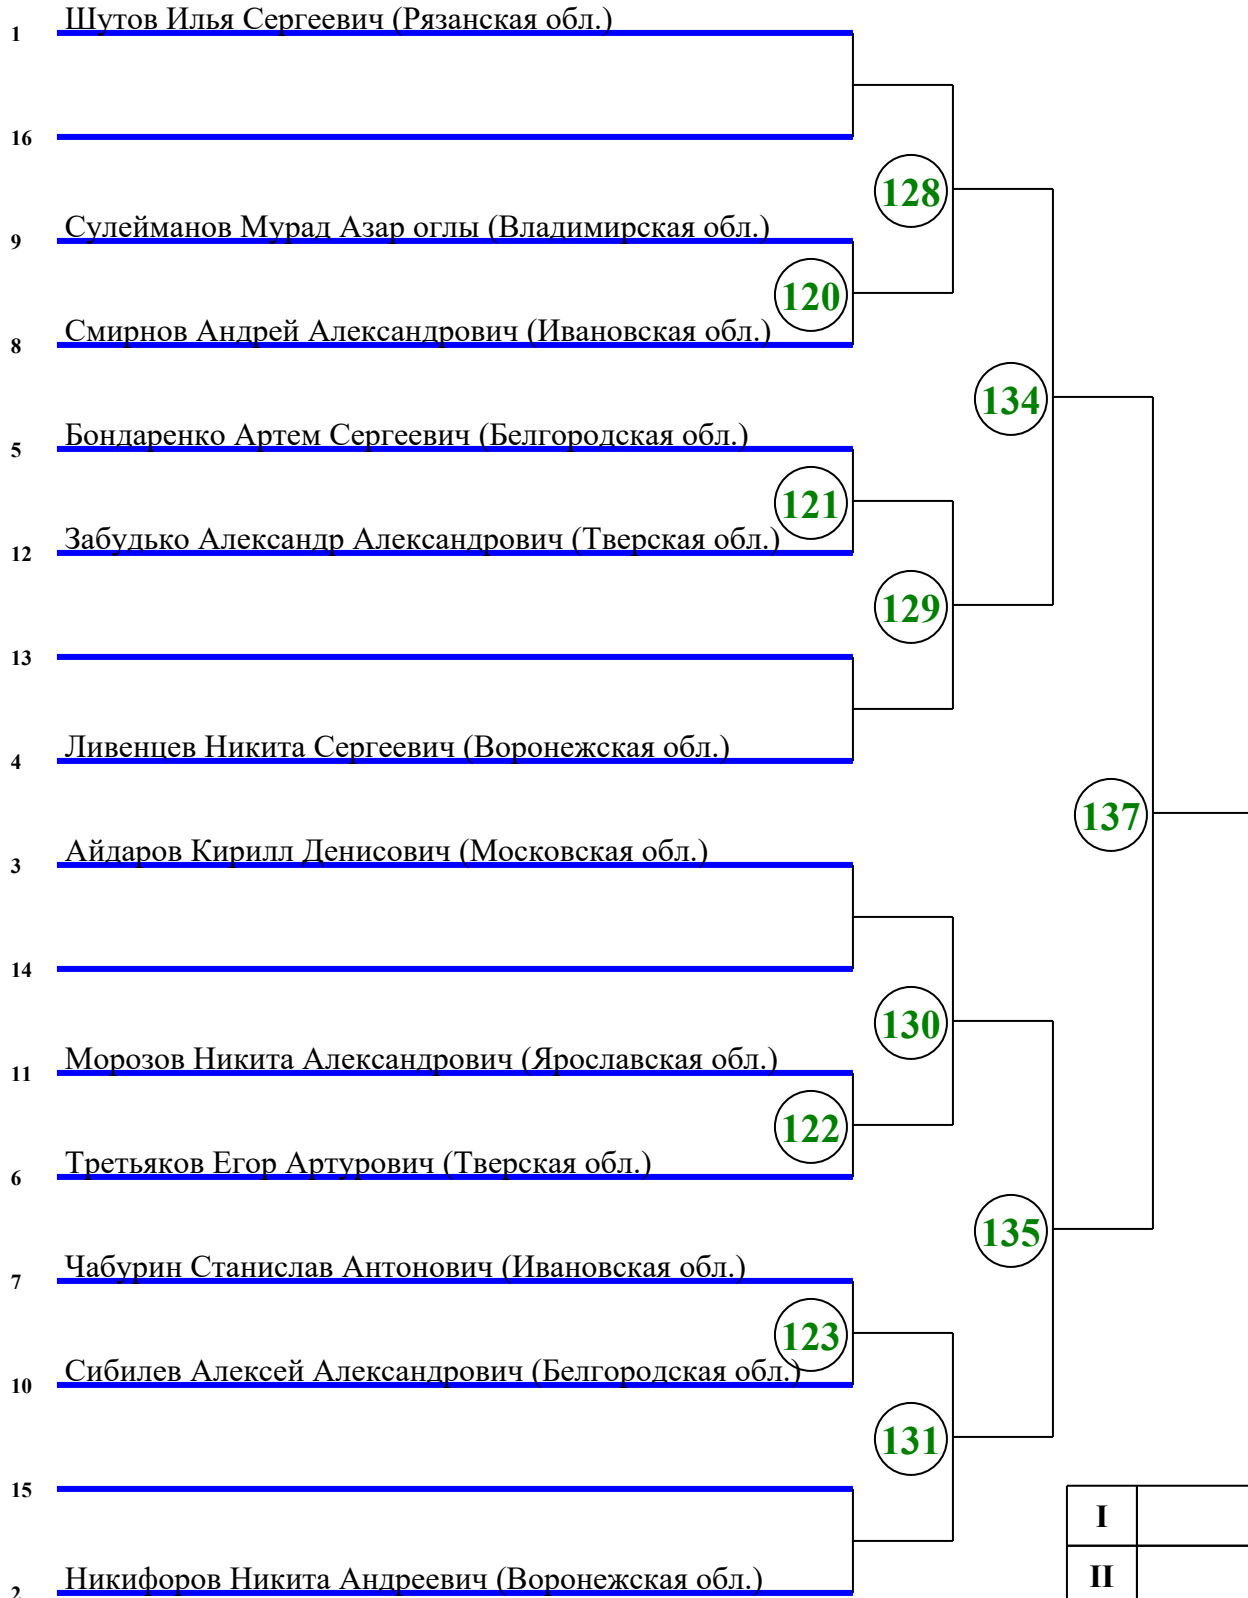 1 Шутов Илья Сергеевич (Рязанская обл.)
16
128
9 Сулейманов Мурад Азар оглы (Владимирская обл.)
120
8 Смирнов Андрей Александрович (Ивановская обл.)
134
5 Бондаренко Артем Сергеевич (Белгородская обл.)
121
12 Забудько Александр Александрович (Тверская обл.)
129
13
4 Ливенцев Никита Сергеевич (Воронежская обл.)
137
3 Айдаров Кирилл Денисович (Московская обл.)
14
130
11 Морозов Никита Александрович (Ярославская обл.)
122
6 Третьяков Егор Артурович (Тверская обл.)
135
7 Чабурин Станислав Антонович (Ивановская обл.)
123
10 Сибилев Алексей Александрович (Белгородская обл.)
131
15
I
2 Никифоров Никита Андреевич (Воронежская обл.)
II